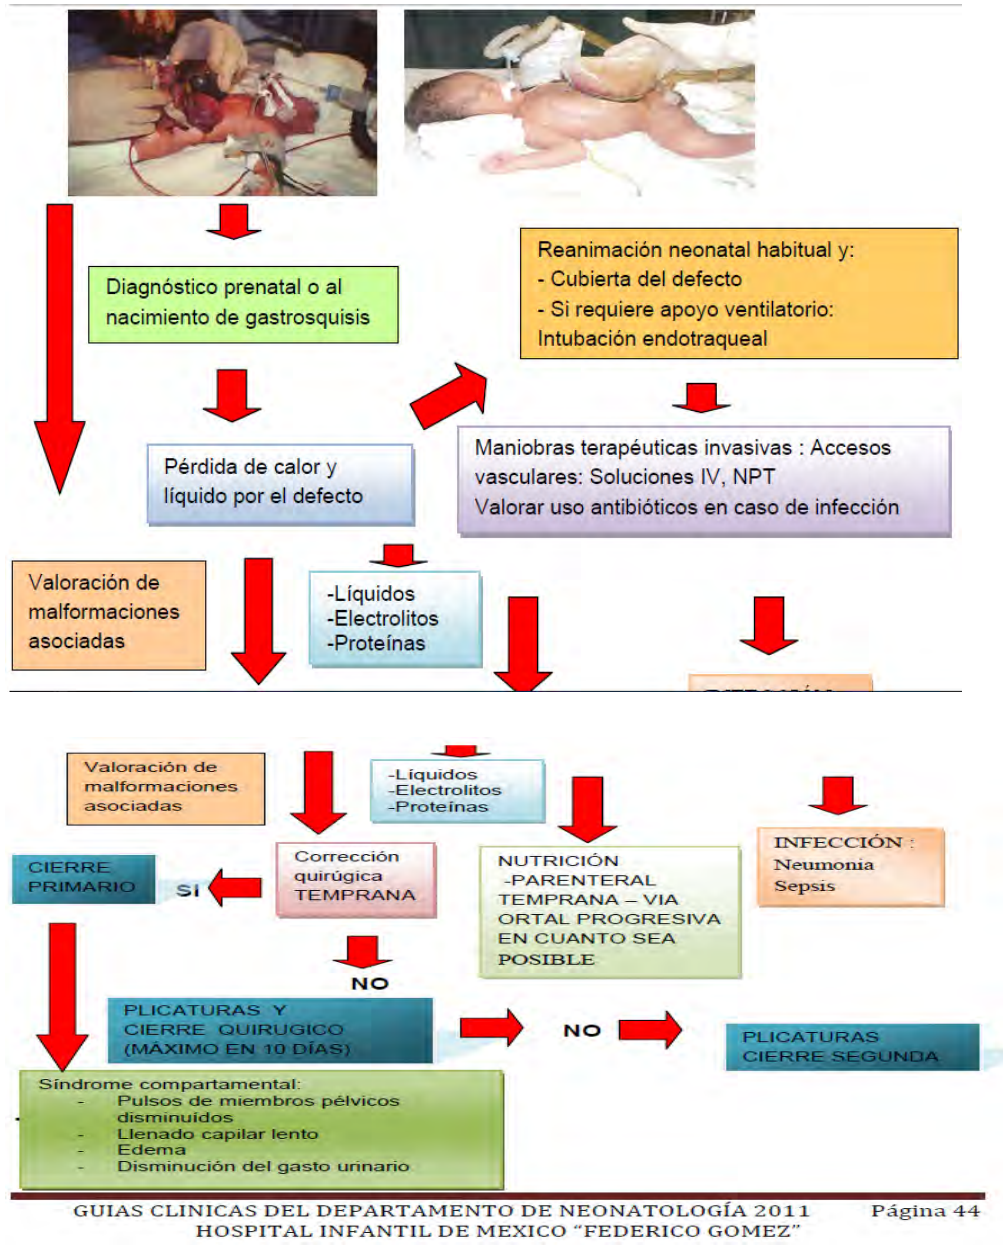 Diagnóstico prenatal o al
nacimiento de gastrosquisis
Reanimación neonatal habitual y:
- Cubierta del defecto
- Si requiere apoyo ventilatorio:
Intubación endotraqueal
Pérdida de calor y
líquido por el defecto
Maniobras terapéuticas invasivas : Accesos
vasculares: Soluciones IV, NPT
Valorar uso antibióticos en caso de infección
Valoración de
malformaciones
asociadas
-Líquidos
-Electrolitos
-Proteínas
Valoración de
malformaciones
asociadas
-Líquidos
-Electrolitos
-Proteínas
CIERRE
PRIMARIO
SI
Corrección
quirúgica
TEMPRANA
NUTRICIÓN
-PARENTERAL
TEMPRANA – VIA
ORTAL PROGRESIVA
EN CUANTO SEA
POSIBLE
INFECCIÓN :
Neumonia
Sepsis
NO
PLICATURAS Y
CIERRE QUIRUGICO
(MÁXIMO EN 10 DÍAS)
NO
PLICATURAS
CIERRE SEGUNDA
Síndrome compartamental:
- Pulsos de miembros pélvicos
disminuídos
- Llenado capilar lento
- Edema
- Disminución del gasto urinario
GUIAS CLINICAS DEL DEPARTAMENTO DE NEONATOLOGÍA 2011 Página 44
HOSPITAL INFANTIL DE MEXICO “FEDERICO GOMEZ”